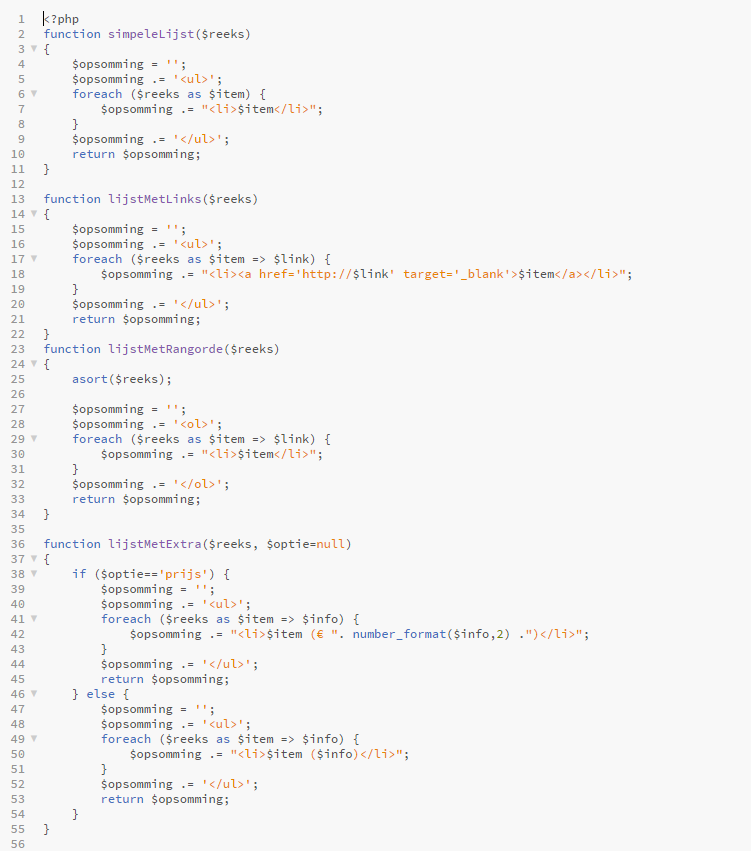 1 <?php
2 function simpeleLijst($reeks)
3 {
4     $opsomming = '';
5     $opsomming .= '<ul>';
6     foreach ($reeks as $item) {
7         $opsomming .= "<li>$item</li>";
8     }
9     $opsomming .= '</ul>';
10     return $opsomming;
11 }
12
13 function lijstMetLinks($reeks)
14 {
15     $opsomming = '';
16     $opsomming .= '<ul>';
17     foreach ($reeks as $item => $link) {
18         $opsomming .= "<li><a href='http://$link' target='_blank'>$item</a></li>";
19     }
20     $opsomming .= '</ul>';
21     return $opsomming;
22 }
23 function lijstMetRangorde($reeks)
24 {
25     asort($reeks);
26
27     $opsomming = '';
28     $opsomming .= '<ol>';
29     foreach ($reeks as $item => $link) {
30         $opsomming .= "<li>$item</li>";
31     }
32     $opsomming .= '</ol>';
33     return $opsomming;
34 }
35
36 function lijstMetExtra($reeks, $optie=null)
37 {
38     if ($optie=='prijs') {
39         $opsomming = '';
40         $opsomming .= '<ul>';
41         foreach ($reeks as $item => $info) {
42             $opsomming .= "<li>$item (€ ". number_format($info,2) .")</li>";
43         }
44         $opsomming .= '</ul>';
45         return $opsomming;
46     } else {
47         $opsomming = '';
48         $opsomming .= '<ul>';
49         foreach ($reeks as $item => $info) {
50             $opsomming .= "<li>$item ($info)</li>";
51         }
52         $opsomming .= '</ul>';
53         return $opsomming;
54     }
55 }
56